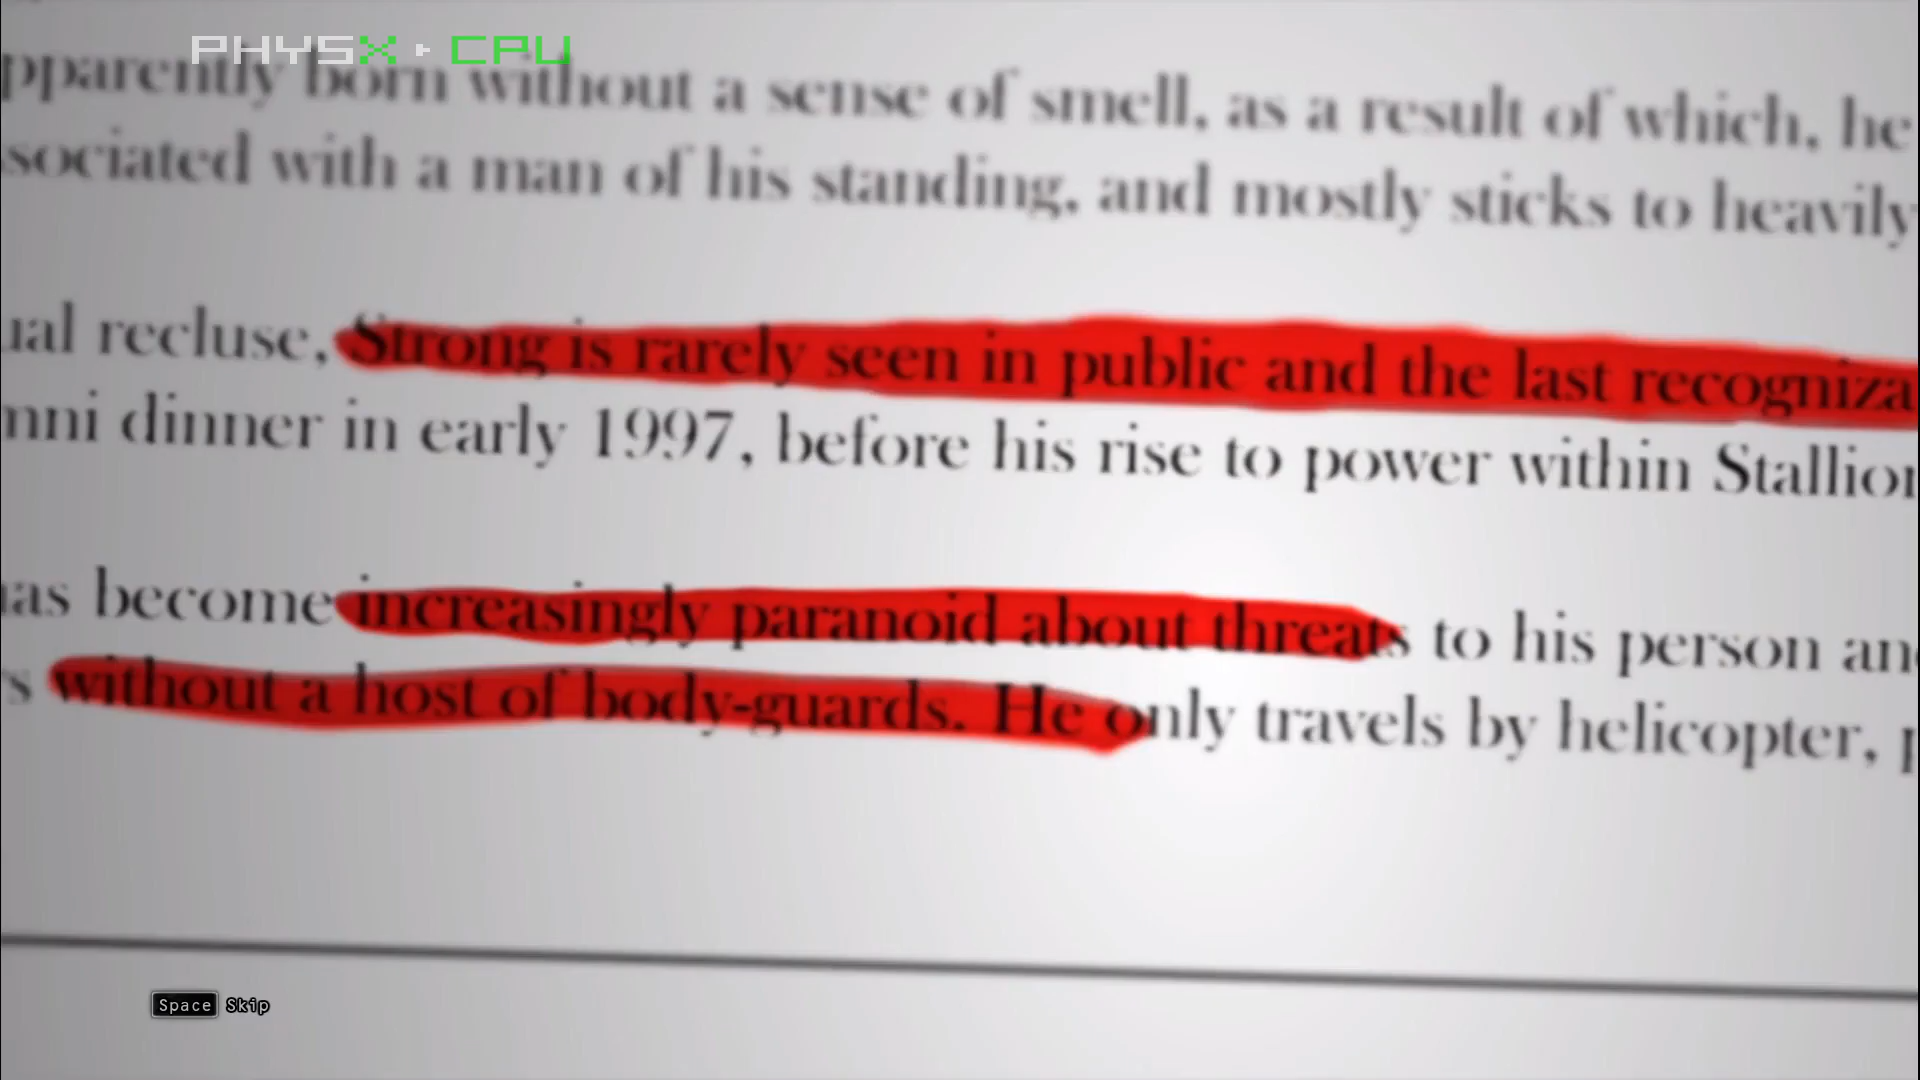 PHYSX ▸ CPU
pparently born without a sense of smell, as a result of which, he
sociated with a man of his standing, and mostly sticks to heavily
ual recluse, Strong is rarely seen in public and the last recogniza
mni dinner in early 1997, before his rise to power within Stallion
has become increasingly paranoid about threats to his person and
's without a host of body-guards. He only travels by helicopter, p
Space Skip